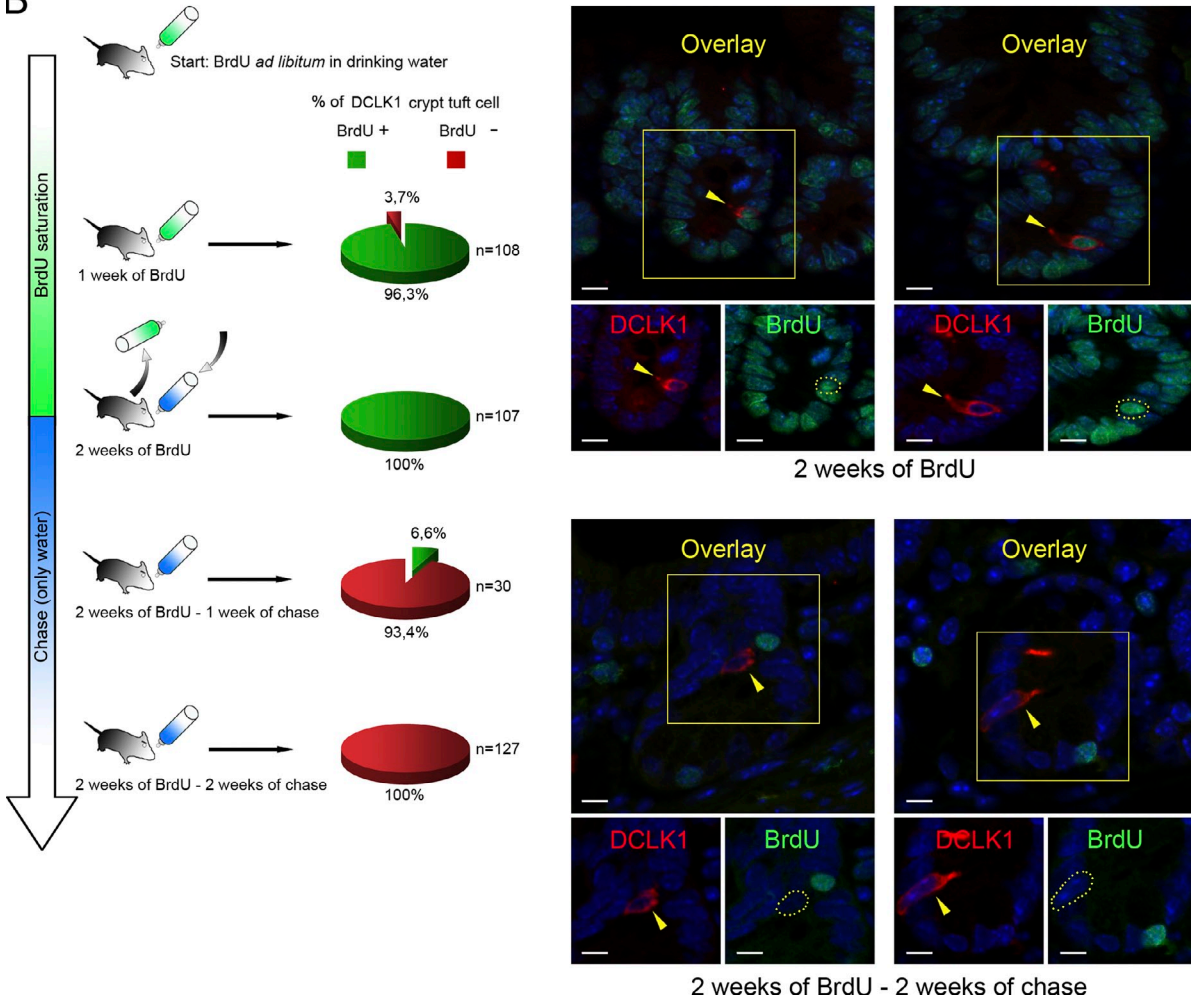 B
Start: BrdU ad libitum in drinking water
% of DCLK1 crypt tuft cell
BrdU + BrdU -
BrdU saturation
3,7%
n=108
1 week of BrdU
96,3%
n=107
2 weeks of BrdU
100%
Chase (only water)
6,6%
n=30
2 weeks of BrdU - 1 week of chase
93,4%
n=127
2 weeks of BrdU - 2 weeks of chase
100%
Overlay
Overlay
DCLK1
BrdU
DCLK1
BrdU
2 weeks of BrdU
Overlay
Overlay
DCLK1
BrdU
DCLK1
BrdU
2 weeks of BrdU - 2 weeks of chase